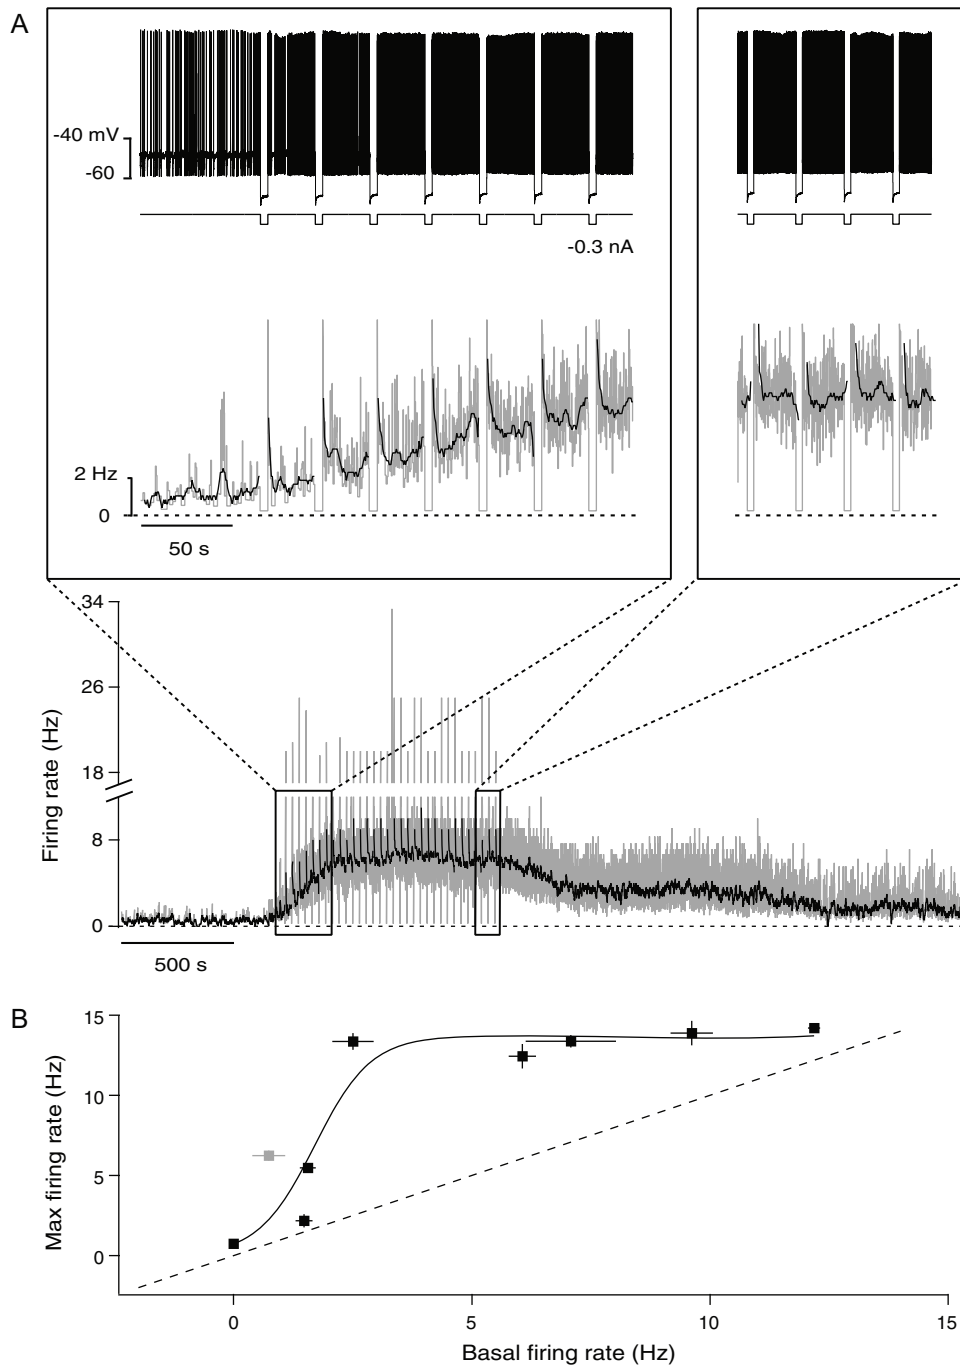 A
-40 mV
-60
-0.3 nA
2 Hz
0
50 s
34
26
18
8
0
Firing rate (Hz)
500 s
B
15
10
5
0
Max firing rate (Hz)
0
5
10
15
Basal firing rate (Hz)